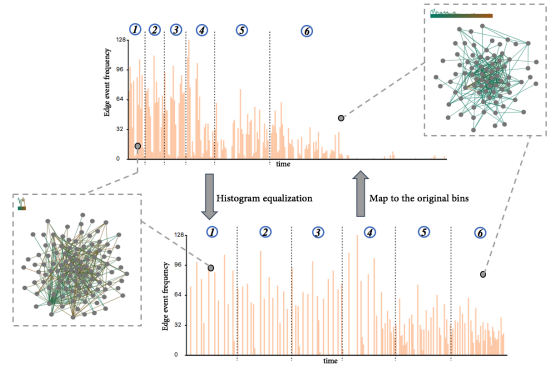 1 2 3 4 5 6
Edge event frequency
128
96
64
32
0
time
Histogram equalization
Map to the original bins
1 2 3 4 5 6
Edge event frequency
128
96
64
32
0
time